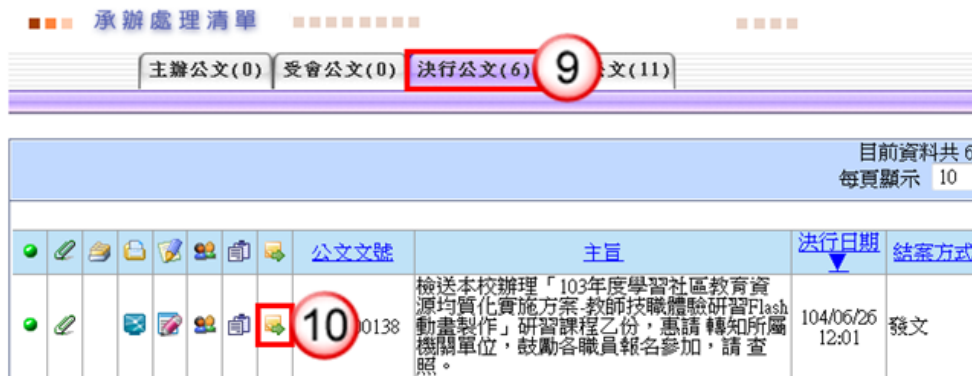 承辦處理清單
主辦公文(0) 受會公文(0) 決行公文(6) 9 文(11)
目前資料共 6
每頁顯示 10
公文文號 主旨 決行日期▼ 結案方式
檢送本校辦理「103年度學習社區教育資
源均質化實施方案-教師技職體驗研習Flash
10 00138 動畫製作」研習課程乙份，惠請 轉知所屬 104/06/26 12:01 發文
機關單位，鼓勵各職員報名參加，請 查
照。